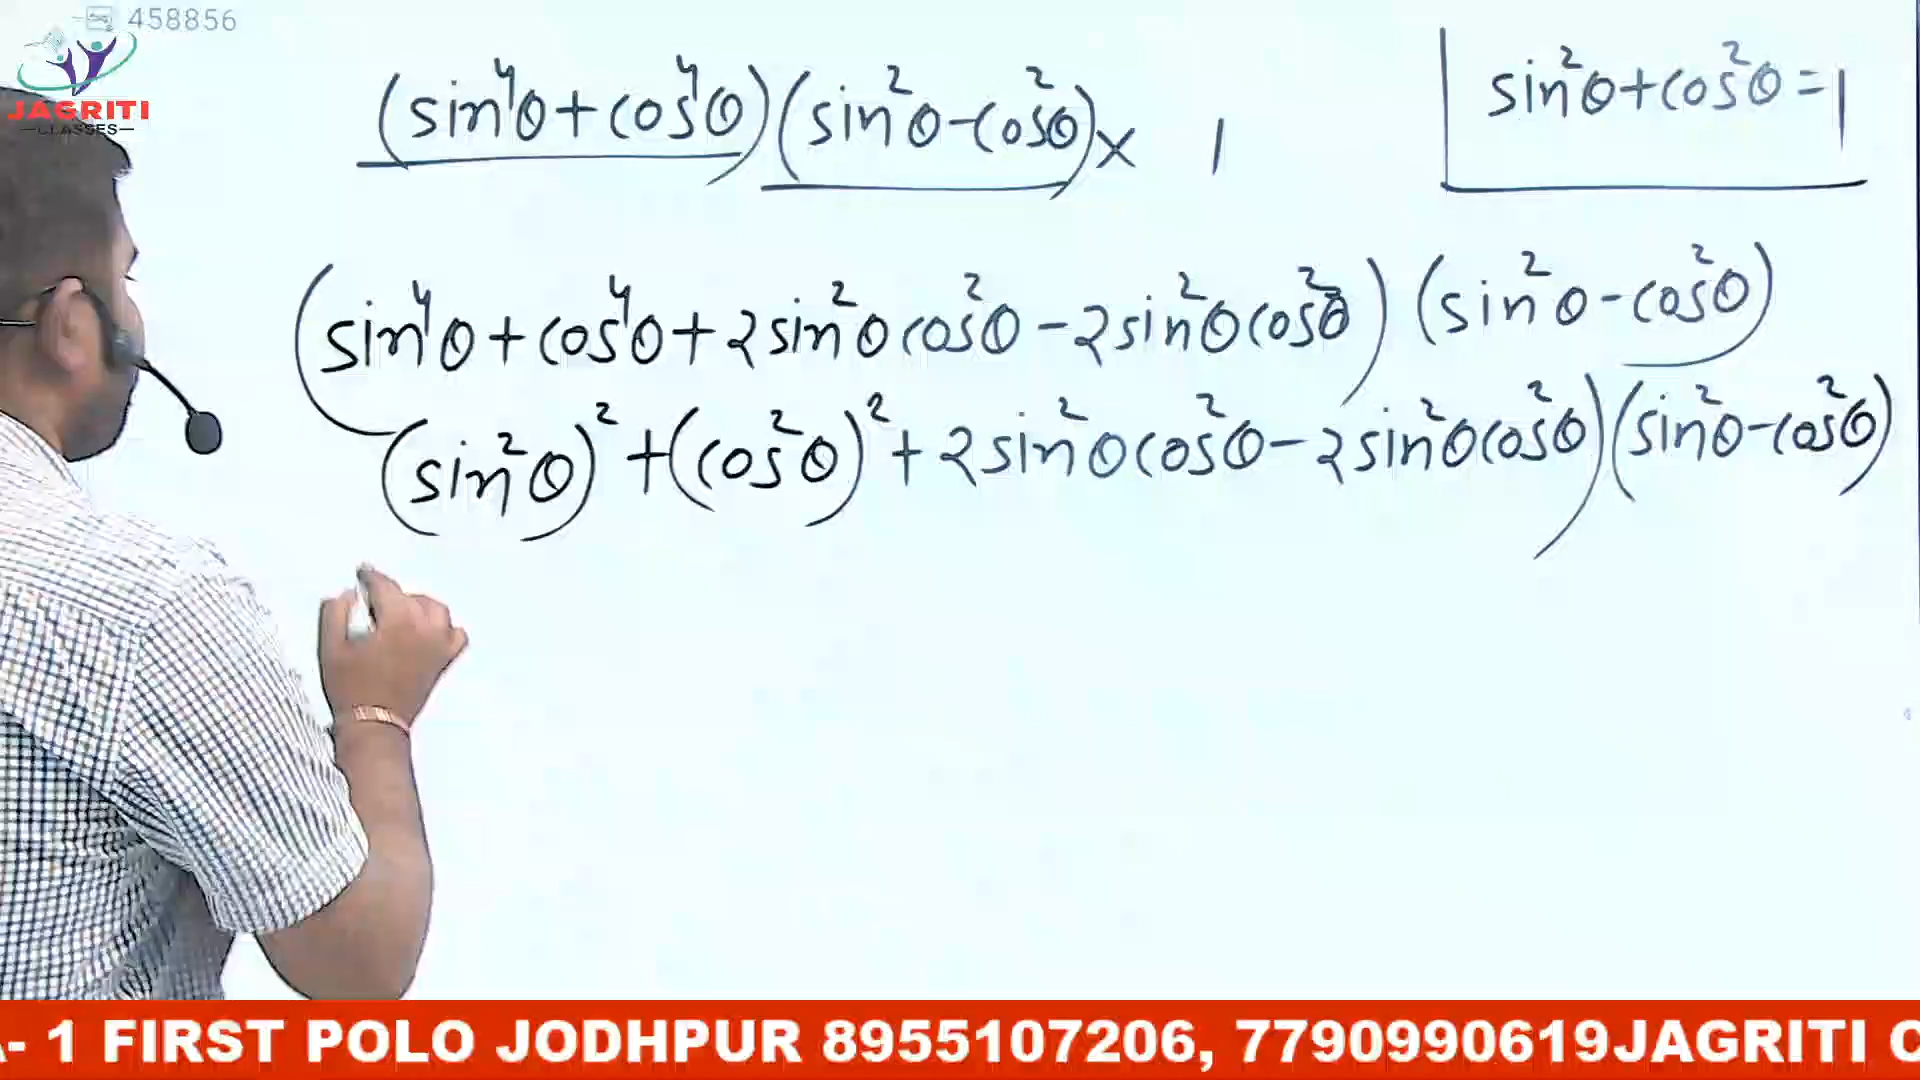 458856
JAGRITI
CLASSES
(sin⁴θ+cos⁴θ)(sin²θ-cos²θ)× 1
sin²θ+cos²θ=1
(sin⁴θ+cos⁴θ+2sin²θcos²θ-2sin²θcos²θ)(sin²θ-cos²θ)
(sin²θ)²+(cos²θ)²+2sin²θcos²θ-2sin²θcos²θ)(sin²θ-cos²θ)
- 1 FIRST POLO JODHPUR 8955107206, 7790990619JAGRITI C